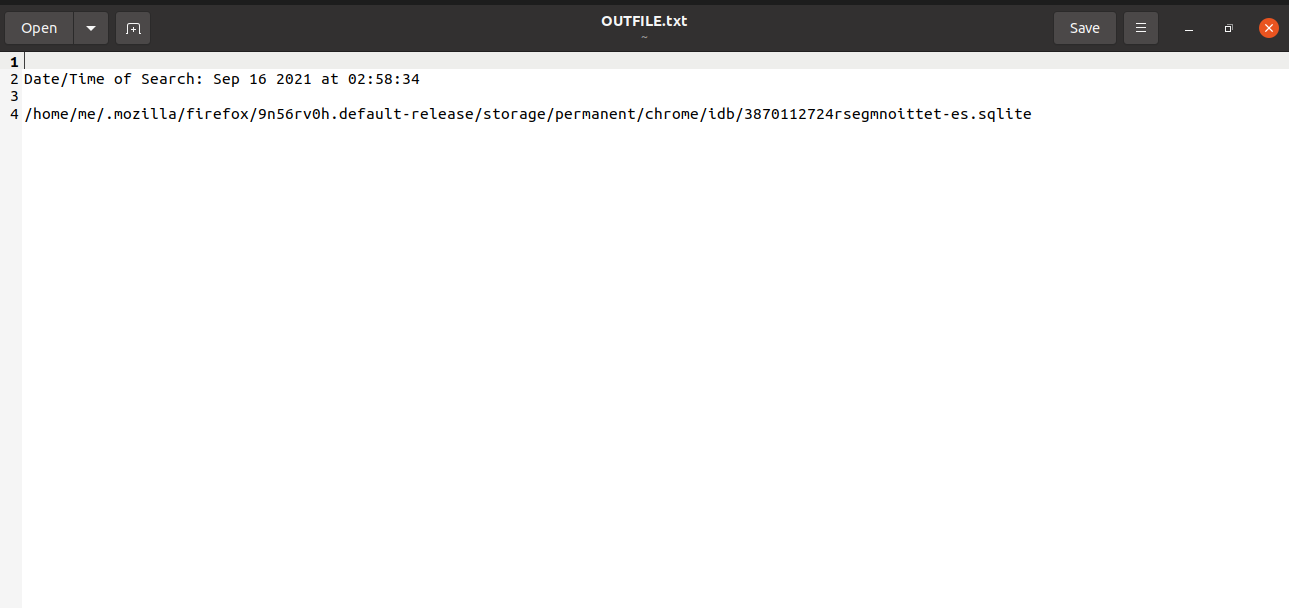 Open
OUTFILE.txt
~
Save
1
2 Date/Time of Search: Sep 16 2021 at 02:58:34
3
4 /home/me/.mozilla/firefox/9n56rv0h.default-release/storage/permanent/chrome/idb/3870112724rsegmnoittet-es.sqlite